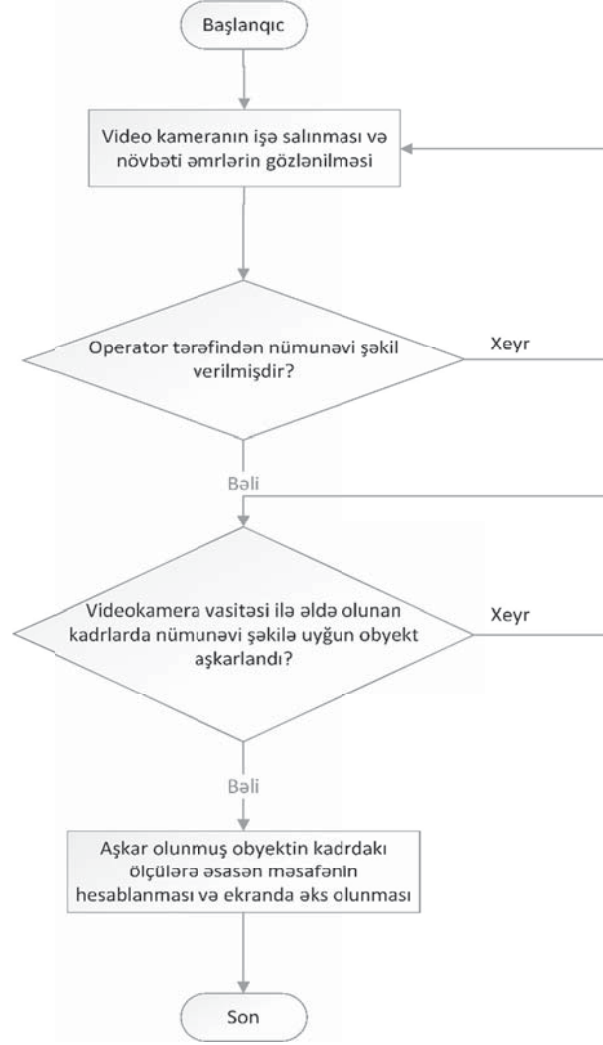 Başlanqıc
Video kameranın işə salınması və
növbəti əmrlərin gözlənilməsi
Operator tərəfindən nümunəvi şəkil
verilmişdir?
Xeyr
Bəli
Videokamera vasitəsi ilə əldə olunan
kadrlarda nümunəvi şəkilə uyğun obyekt
aşkarlandı?
Xeyr
Bəli
Aşkar olunmuş obyektin kadrdakı
ölçülərə əsasən məsafənin
hesablanması və ekranda əks olunması
Son